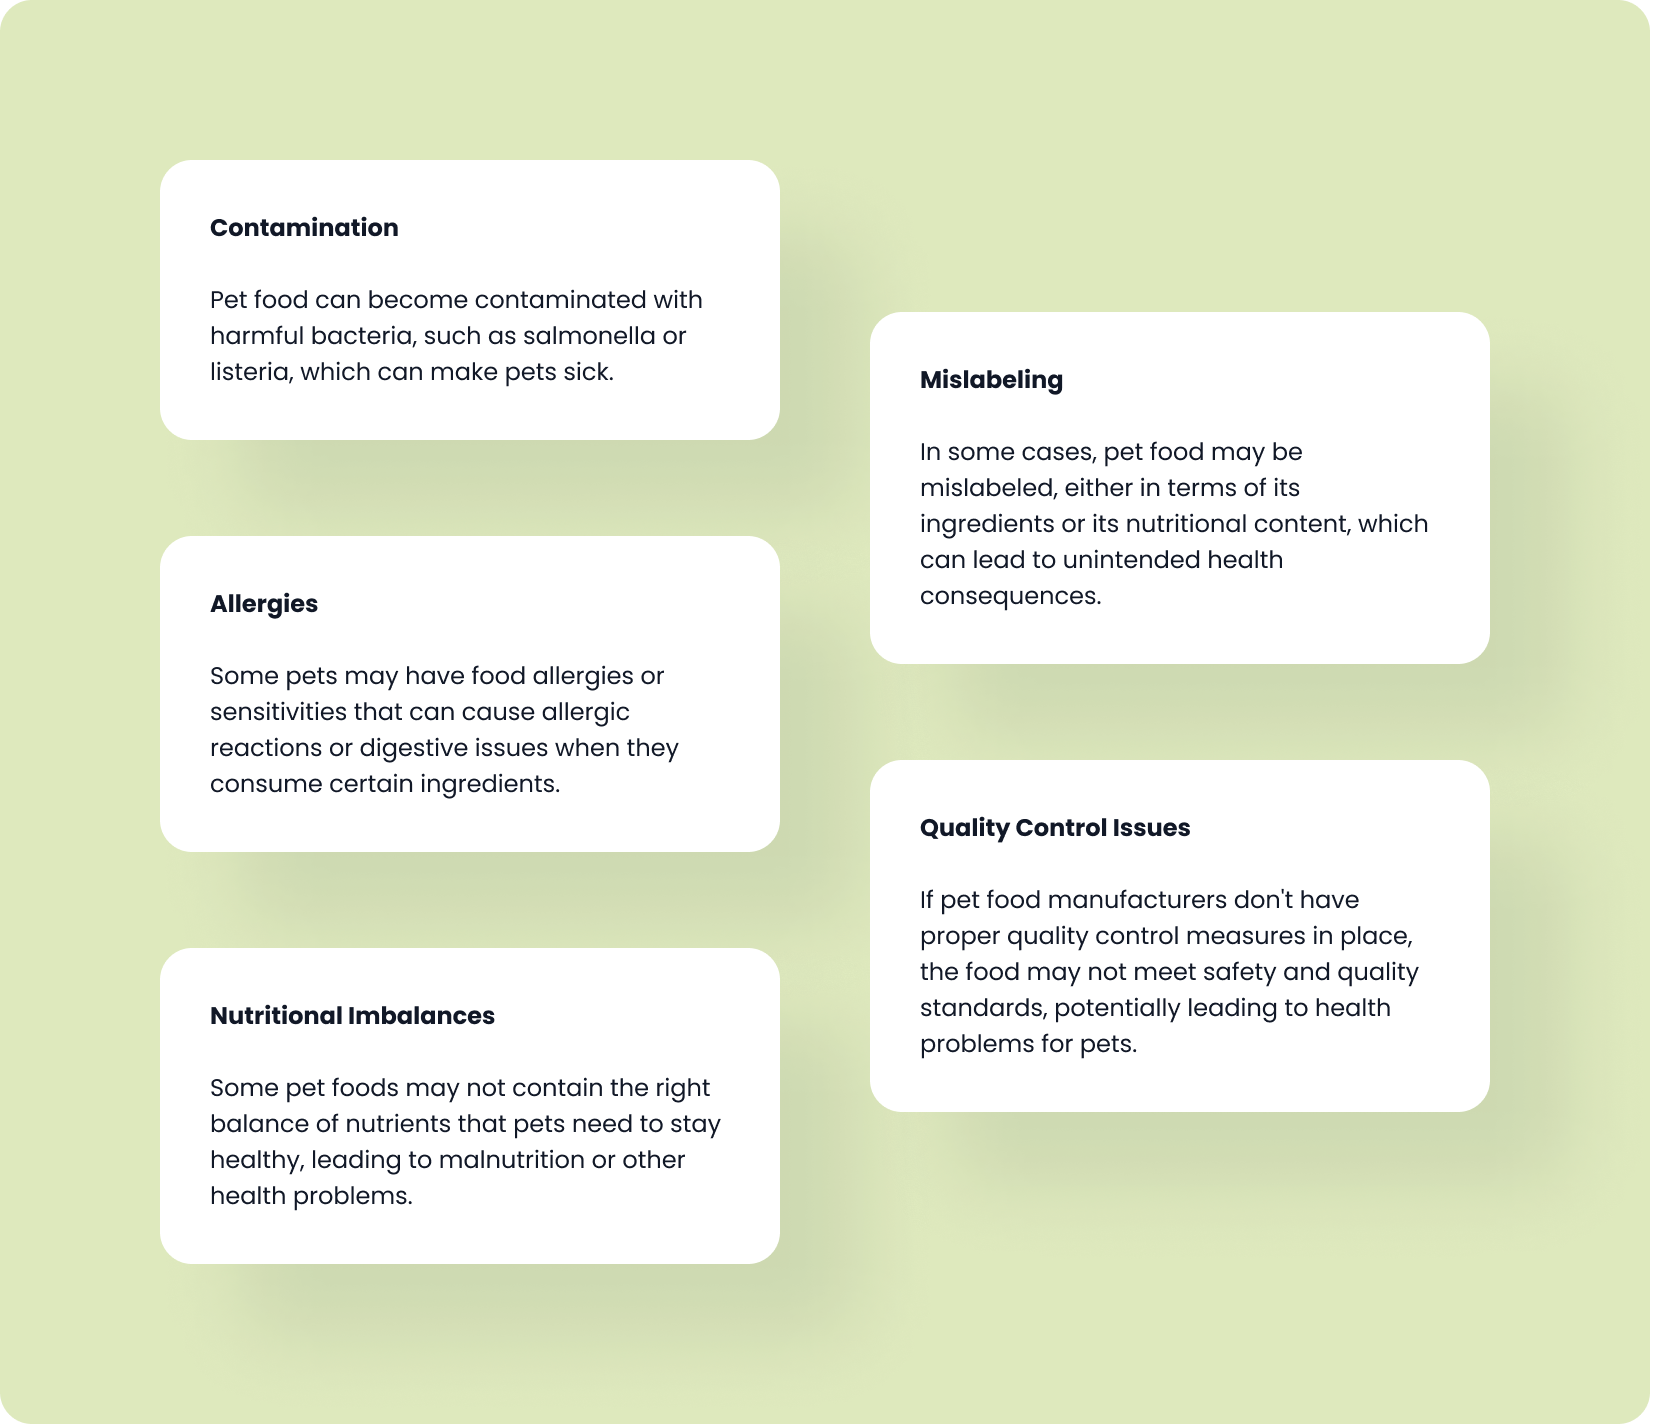 Contamination
Pet food can become contaminated with
harmful bacteria, such as salmonella or
listeria, which can make pets sick.
Allergies
Some pets may have food allergies or
sensitivities that can cause allergic
reactions or digestive issues when they
consume certain ingredients.
Nutritional Imbalances
Some pet foods may not contain the right
balance of nutrients that pets need to stay
healthy, leading to malnutrition or other
health problems.
Mislabeling
In some cases, pet food may be
mislabeled, either in terms of its
ingredients or its nutritional content, which
can lead to unintended health
consequences.
Quality Control Issues
If pet food manufacturers don't have
proper quality control measures in place,
the food may not meet safety and quality
standards, potentially leading to health
problems for pets.